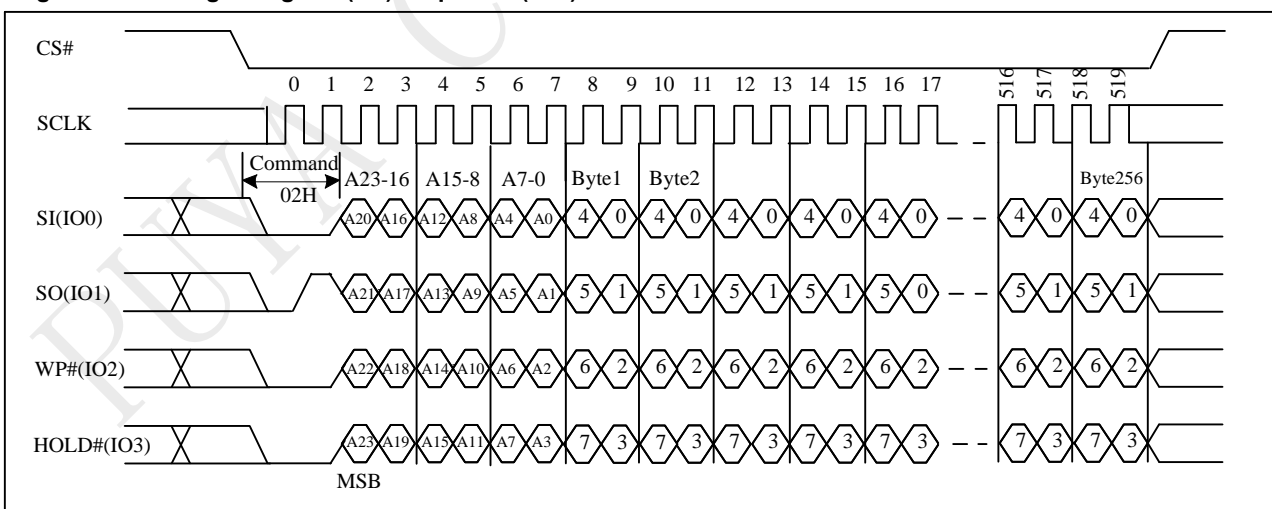 CS#
0 1 2 3 4 5 6 7 8 9 10 11 12 13 14 15 16 17 516 517 518 519
SCLK
Command
02H
A23-16 A15-8 A7-0 Byte1 Byte2 Byte256
SI(IO0) A20 A16 A12 A8 A4 A0 4 0 4 0 4 0 4 0 4 0 4 0 4 0
SO(IO1) A21 A17 A13 A9 A5 A1 5 1 5 1 5 1 5 1 5 0 5 1 5 1
WP#(IO2) A22 A18 A14 A10 A6 A2 6 2 6 2 6 2 6 2 6 2 6 2 6 2
HOLD#(IO3) A23 A19 A15 A11 A7 A3 7 3 7 3 7 3 7 3 7 3 7 3 7 3
MSB
PUYA C